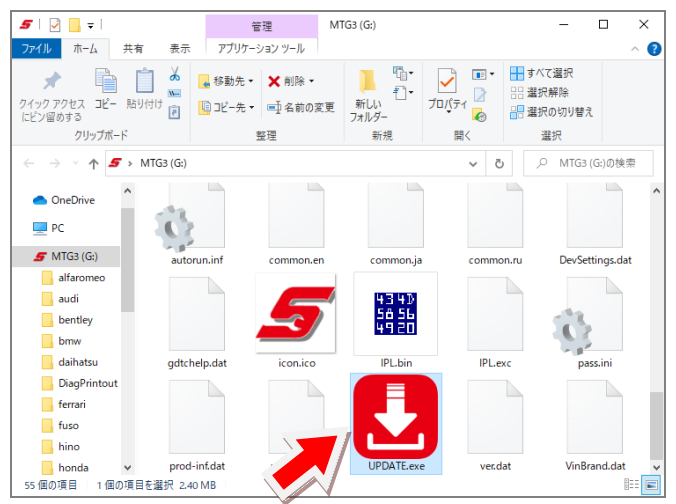 管理
MTG3 (G:)
ファイル
ホーム
共有
表示
アプリケーション ツール
クイック アクセス
にピン留めする
コピー
貼り付け
移動先
コピー先
削除
名前の変更
新しい
フォルダー
プロパティ
すべて選択
選択解除
選択の切り替え
クリップボード
整理
新規
開く
選択
MTG3 (G:)
MTG3 (G:)の検索
OneDrive
PC
MTG3 (G:)
alfaromeo
audi
bentley
bmw
daihatsu
DiagPrintout
ferrari
fuso
hino
honda
autorun.inf
common.en
common.ja
common.ru
DevSettings.dat
gdtchelp.dat
icon.ico
434D
58 56
4920
IPL.bin
IPL.exc
pass.ini
prod-inf.dat
UPDATE.exe
ver.dat
VinBrand.dat
55 個の項目
1 個の項目を選択 2.40 MB